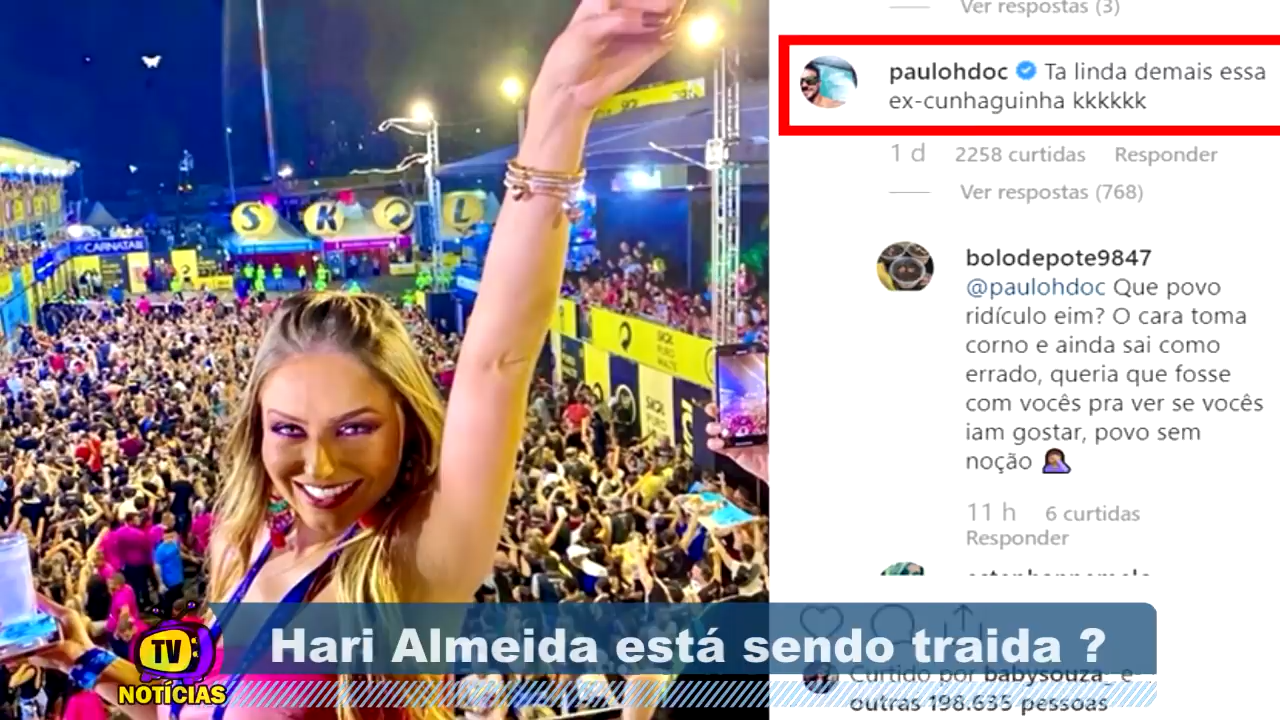 Ver respostas (3)
paulohdoc Ta linda demais essa
ex-cunhaguinha kkkkkk
1 d 2258 curtidas Responder
Ver respostas (768)
bolodepote9847
@paulohdoc Que povo
ridículo eim? O cara toma
corno e ainda sai como
errado, queria que fosse
com vocês pra ver se vocês
iam gostar, povo sem
noção
11 h 6 curtidas
Responder
SKOL
CARNATAL
SKOL
PURO
MALTE
Hari Almeida está sendo traida ?
TV
NOTÍCIAS
Curtido por babysouza_ e
outras 198.635 pessoas